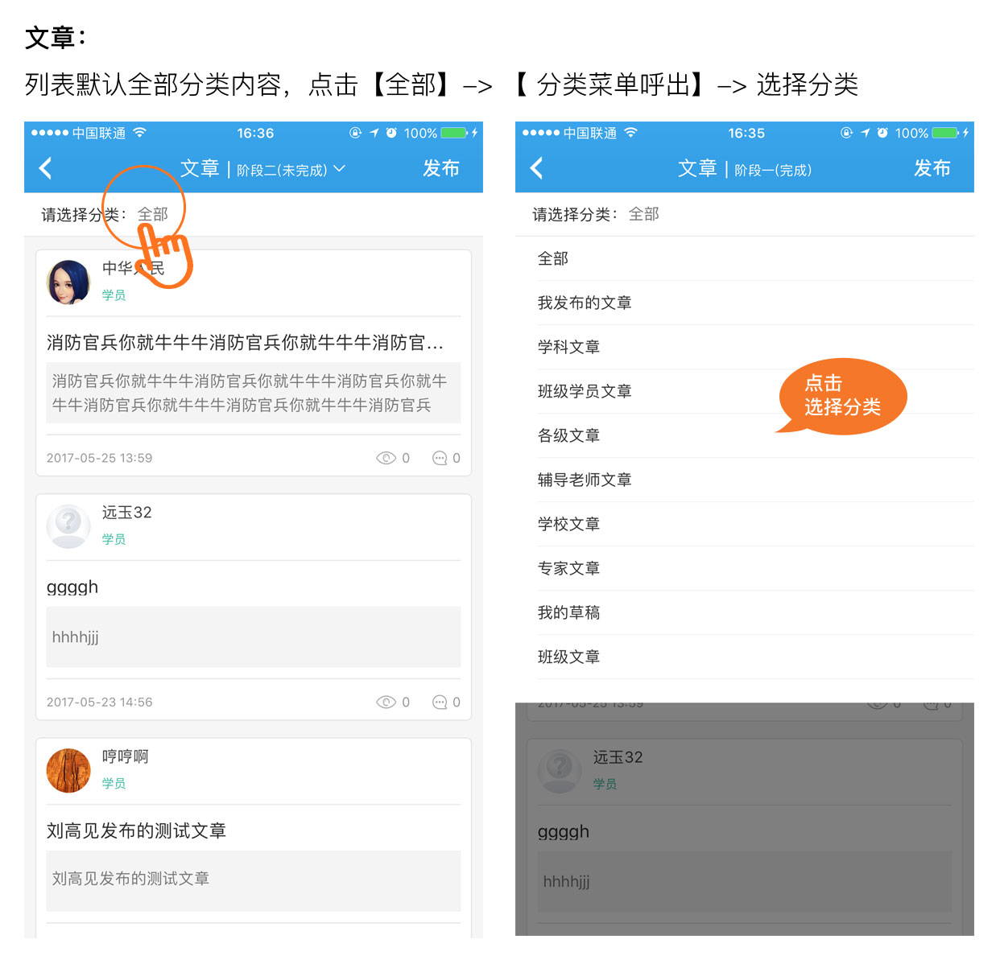 文章：
列表默认全部分类内容，点击【全部】–> 【 分类菜单呼出】–> 选择分类
中国联通 16:36 100%
文章 | 阶段二(未完成) 发布
请选择分类： 全部
中华人民
学员
消防官兵你就牛牛牛消防官兵你就牛牛牛消防官...
消防官兵你就牛牛牛消防官兵你就牛牛牛消防官兵你就牛
牛牛消防官兵你就牛牛牛消防官兵你就牛牛牛消防官兵
2017-05-25 13:59 0 0
远玉32
学员
ggggh
hhhhjjj
2017-05-23 14:56 0 0
哼哼啊
学员
刘高见发布的测试文章
刘高见发布的测试文章
中国联通 16:35 100%
文章 | 阶段一(完成) 发布
请选择分类： 全部
全部
我发布的文章
学科文章
班级学员文章
各级文章
辅导老师文章
学校文章
专家文章
我的草稿
班级文章
点击
选择分类
2017-05-25 13:59 0 0
远玉32
学员
ggggh
hhhhjjj